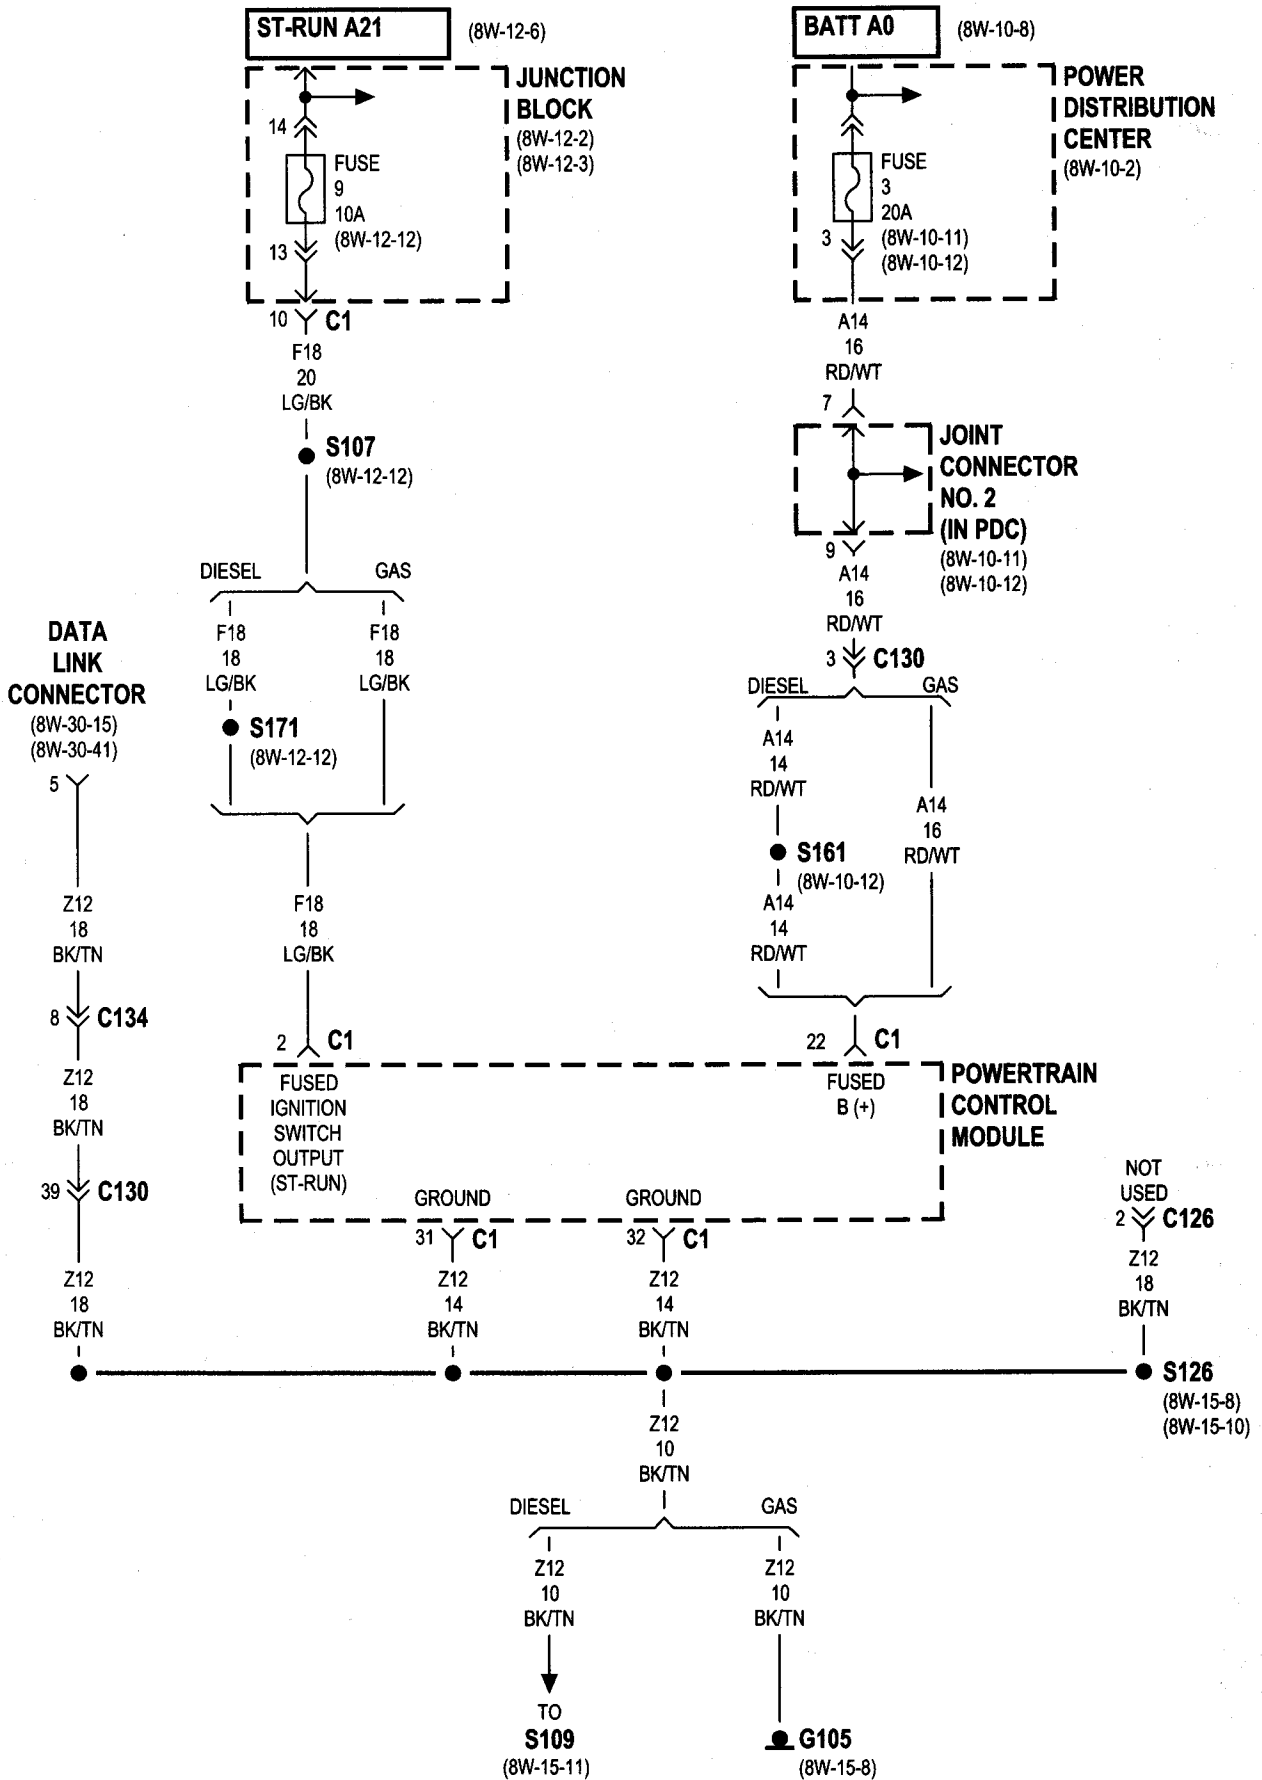 ST-RUN A21
(8W-12-6)
BATT A0
(8W-10-8)
JUNCTION
BLOCK
(8W-12-2)
(8W-12-3)
14
FUSE
9
10A
(8W-12-12)
13
10
C1
F18
20
LG/BK
S107
(8W-12-12)
POWER
DISTRIBUTION
CENTER
(8W-10-2)
FUSE
3
20A
(8W-10-11)
(8W-10-12)
3
A14
16
RD/WT
7
JOINT
CONNECTOR
NO. 2
(IN PDC)
(8W-10-11)
(8W-10-12)
9
A14
16
RD/WT
3
C130
DIESEL
GAS
F18
18
LG/BK
F18
18
LG/BK
S171
(8W-12-12)
F18
18
LG/BK
2
C1
DIESEL
GAS
A14
14
RD/WT
S161
(8W-10-12)
A14
14
RD/WT
A14
16
RD/WT
22
C1
DATA
LINK
CONNECTOR
(8W-30-15)
(8W-30-41)
5
Z12
18
BK/TN
8
C134
Z12
18
BK/TN
39
C130
Z12
18
BK/TN
FUSED
IGNITION
SWITCH
OUTPUT
(ST-RUN)
FUSED
B (+)
POWERTRAIN
CONTROL
MODULE
GROUND
GROUND
31
C1
32
C1
Z12
14
BK/TN
Z12
14
BK/TN
NOT
USED
2
C126
Z12
18
BK/TN
S126
(8W-15-8)
(8W-15-10)
Z12
10
BK/TN
DIESEL
GAS
Z12
10
BK/TN
Z12
10
BK/TN
TO
S109
(8W-15-11)
G105
(8W-15-8)